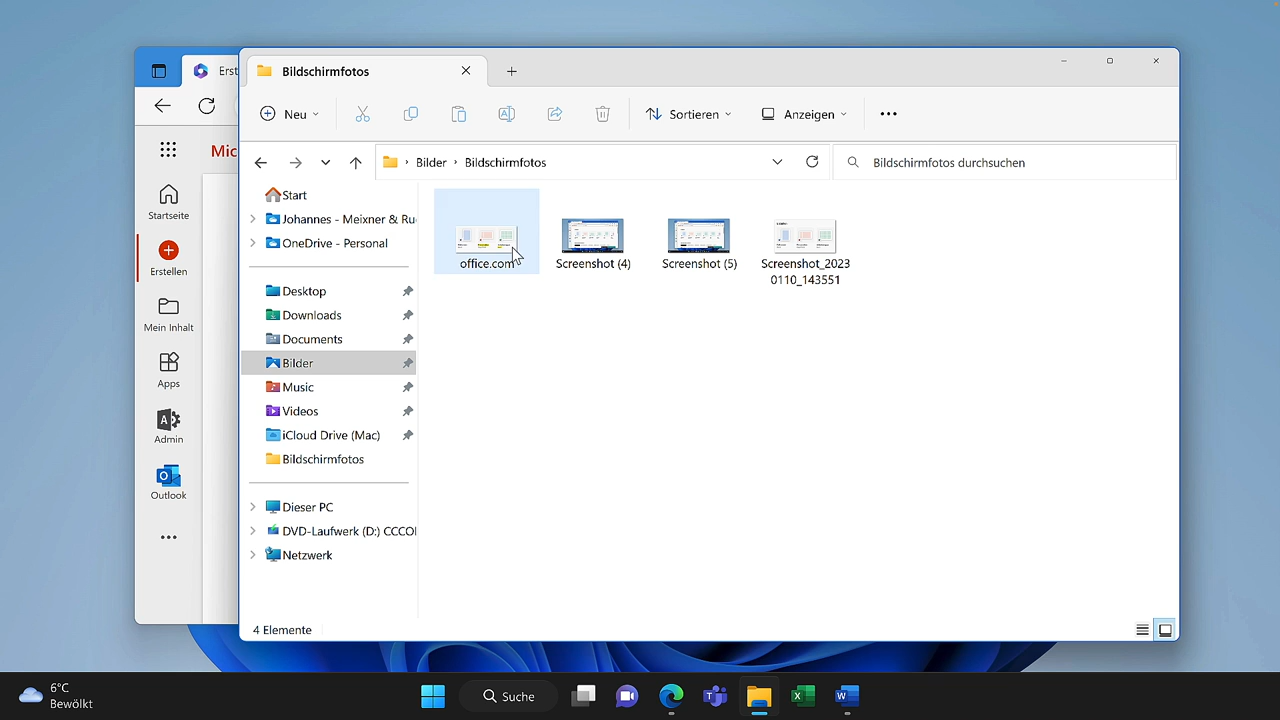 Erst
Bildschirmfotos
Neu
Sortieren
Anzeigen
Bilder
Bildschirmfotos
Bildschirmfotos durchsuchen
Mic
Startseite
Erstellen
Mein Inhalt
Apps
Admin
Outlook
Start
Johannes - Meixner & Ru
OneDrive - Personal
Desktop
Downloads
Documents
Bilder
Music
Videos
iCloud Drive (Mac)
Bildschirmfotos
Dieser PC
DVD-Laufwerk (D:) CCCO
Netzwerk
office.com
Screenshot (4)
Screenshot (5)
Screenshot_2023
0110_143551
4 Elemente
6°C
Bewölkt
Suche